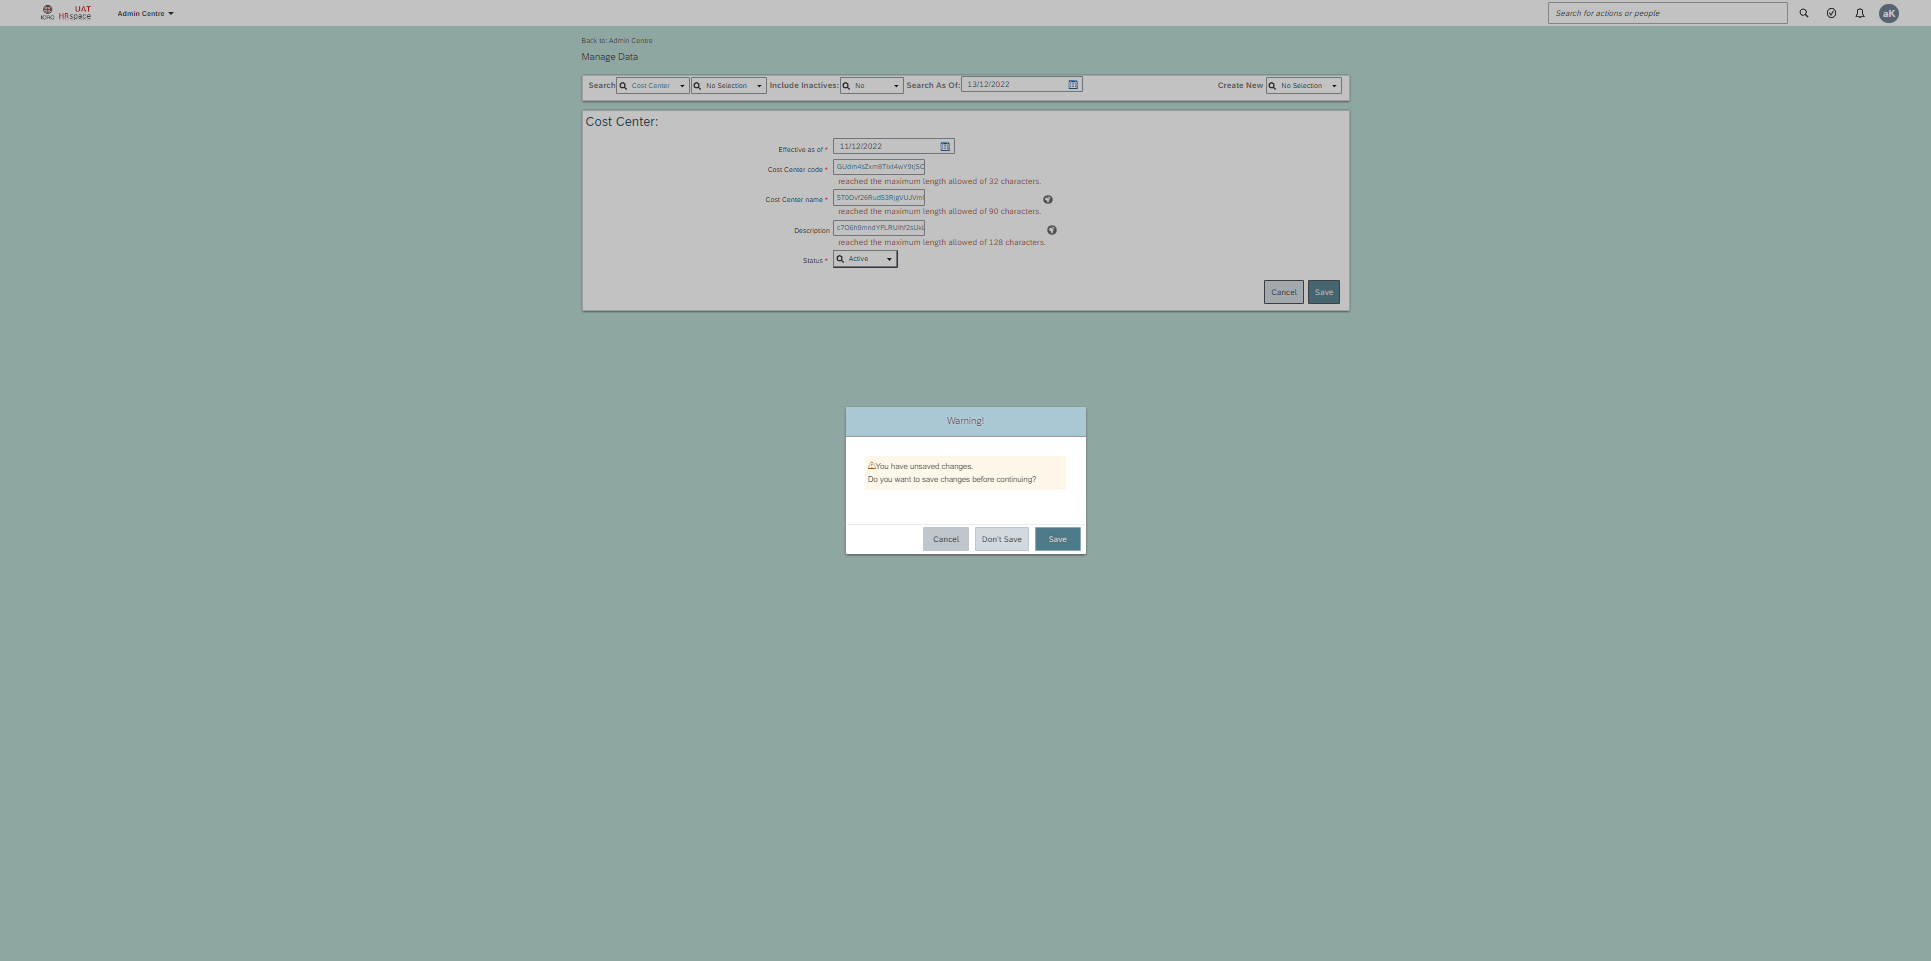 UAT
HRspace
Admin Centre
Search for actions or people
aK
Back to: Admin Centre
Manage Data
Search Cost Center No Selection Include Inactives: No Search As Of: 13/12/2022 Create New No Selection
Cost Center:
Effective as of * 11/12/2022
Cost Center code *
reached the maximum length allowed of 32 characters.
Cost Center name *
reached the maximum length allowed of 90 characters.
Description
reached the maximum length allowed of 128 characters.
Status * Active
Cancel Save
Warning!
You have unsaved changes.
Do you want to save changes before continuing?
Cancel Don't Save Save